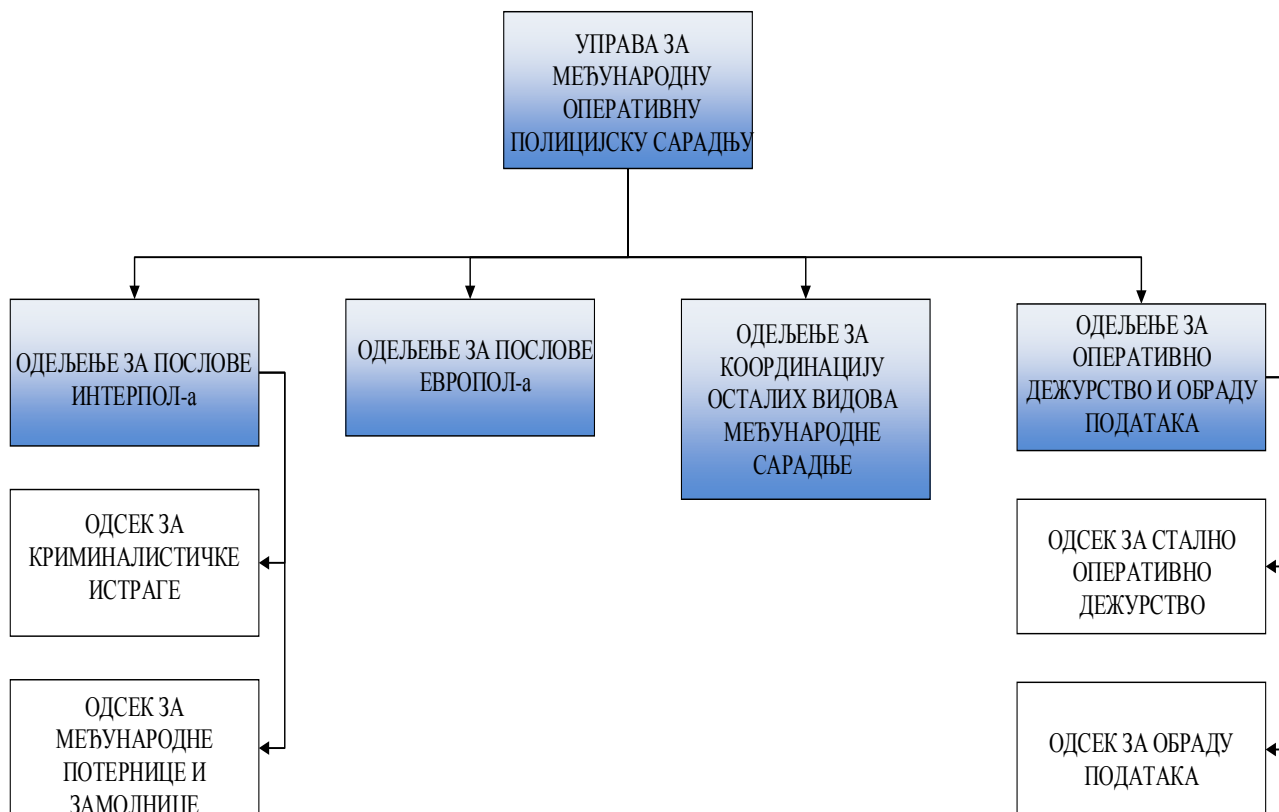 УПРАВА ЗА
МЕЂУНАРОДНУ
ОПЕРАТИВНУ
ПОЛИЦИЈСКУ САРАДЊУ
ОДЕЉЕЊЕ ЗА ПОСЛОВЕ
ИНТЕРПОЛ-а
ОДЕЉЕЊЕ ЗА ПОСЛОВЕ
ЕВРОПОЛ-а
ОДЕЉЕЊЕ ЗА
КООРДИНАЦИЈУ
ОСТАЛИХ ВИДОВА
МЕЂУНАРОДНЕ
САРАДЊЕ
ОДЕЉЕЊЕ ЗА
ОПЕРАТИВНО
ДЕЖУРСТВО И ОБРАДУ
ПОДАТАКА
ОДСЕК ЗА
КРИМИНАЛИСТИЧКЕ
ИСТРАГЕ
ОДСЕК ЗА СТАЛНО
ОПЕРАТИВНО
ДЕЖУРСТВО
ОДСЕК ЗА
МЕЂУНАРОДНЕ
ПОТЕРНИЦЕ И
ЗАМОЛНИЦЕ
ОДСЕК ЗА ОБРАДУ
ПОДАТАКА